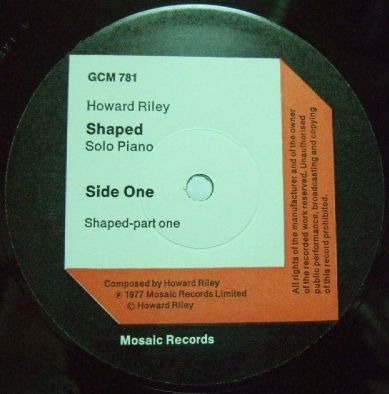 GCM 781
Howard Riley
Shaped
Solo Piano
Side One
Shaped-part one
Composed by Howard Riley
℗ 1977 Mosaic Records Limited
© Howard Riley
Mosaic Records
All rights of the manufacturer and of the owner
of the recorded work reserved. Unauthorised
public performance, broadcasting and copying
of this record prohibited.